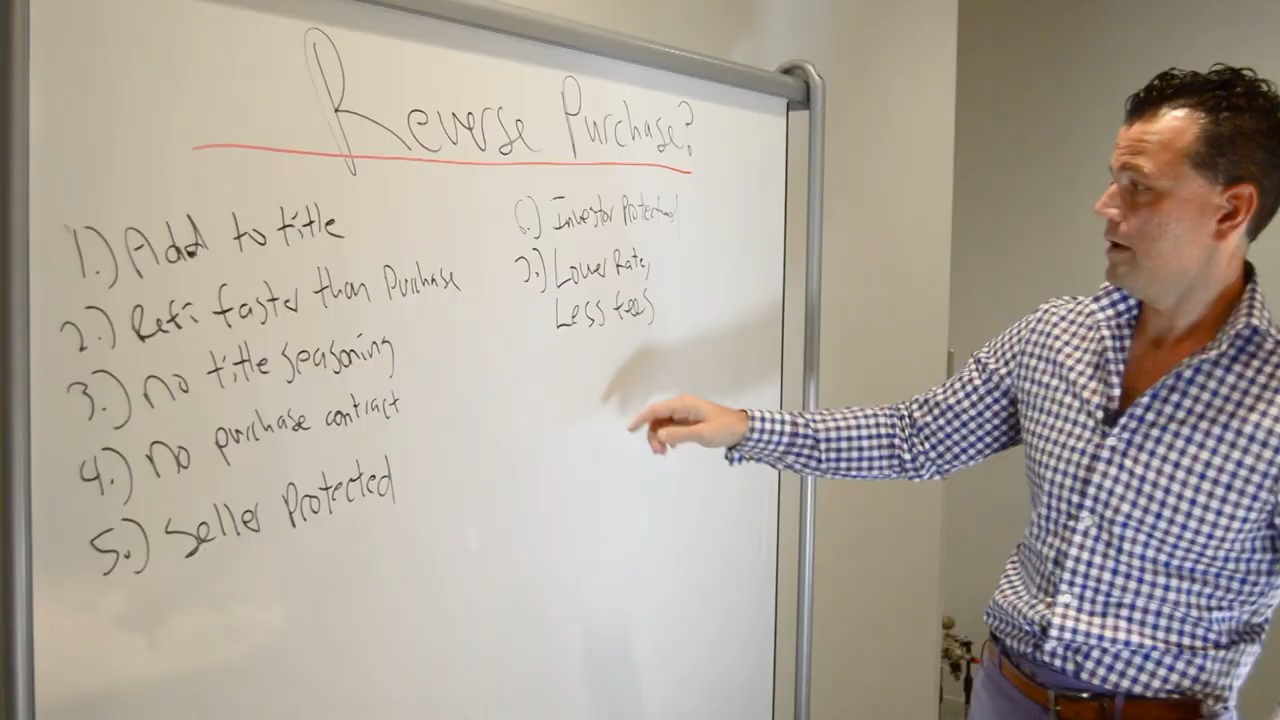 Reverse Purchase?
1.) Add to title
2.) Refi faster than Purchase
3.) no title seasoning
4.) no purchase contract
5.) Seller Protected
6.) Investor Protected
7.) Lower Rate,
Less fees